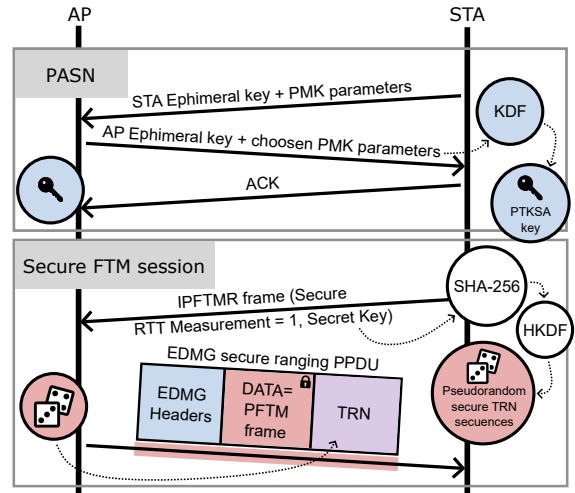 AP
STA
PASN
STA Ephimeral key + PMK parameters
KDF
AP Ephimeral key + choosen PMK parameters
ACK
PTKSA
key
Secure FTM session
SHA-256
IPFTMR frame (Secure
RTT Measurement = 1, Secret Key)
HKDF
EDMG secure ranging PPDU
EDMG
Headers
DATA=
PFTM
frame
TRN
Pseudorandom
secure TRN
secuences